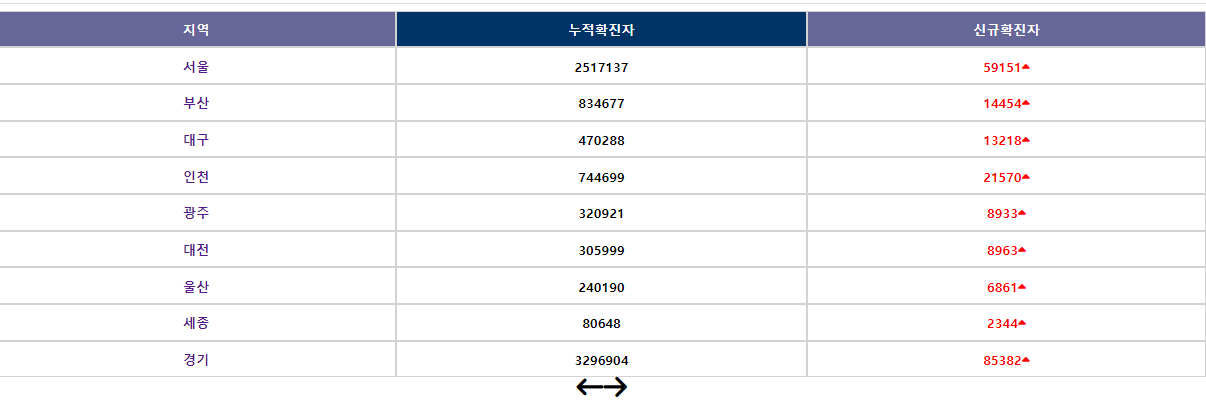 지역 누적확진자 신규확진자
서울 2517137 59151
부산 834677 14454
대구 470288 13218
인천 744699 21570
광주 320921 8933
대전 305999 8963
울산 240190 6861
세종 80648 2344
경기 3296904 85382